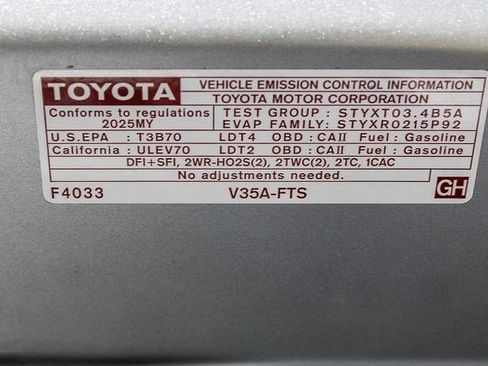 TOYOTA VEHICLE EMISSION CONTROL INFORMATION
TOYOTA MOTOR CORPORATION
Conforms to regulations TEST GROUP : STYXT03.4B5A
2025MY EVAP FAMILY: STYXR0215P92
U.S.EPA : T3B70 LDT4 OBD : CAⅡ Fuel : Gasoline
California : ULEV70 LDT2 OBD : CAⅡ Fuel : Gasoline
DFI+SFI, 2WR-HO2S(2), 2TWC(2), 2TC, 1CAC
No adjustments needed.
F4033 V35A-FTS GH